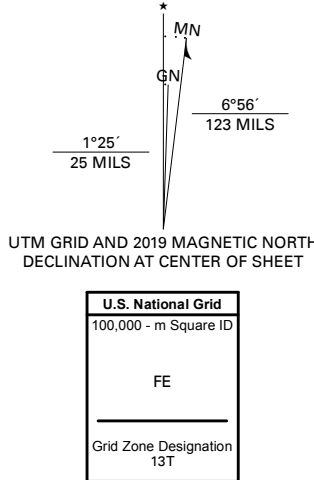 ★
MN
GN
6°56´
123 MILS
1°25´
25 MILS
UTM GRID AND 2019 MAGNETIC NORTH
DECLINATION AT CENTER OF SHEET
U.S. National Grid
100,000 - m Square ID
FE
Grid Zone Designation
13T